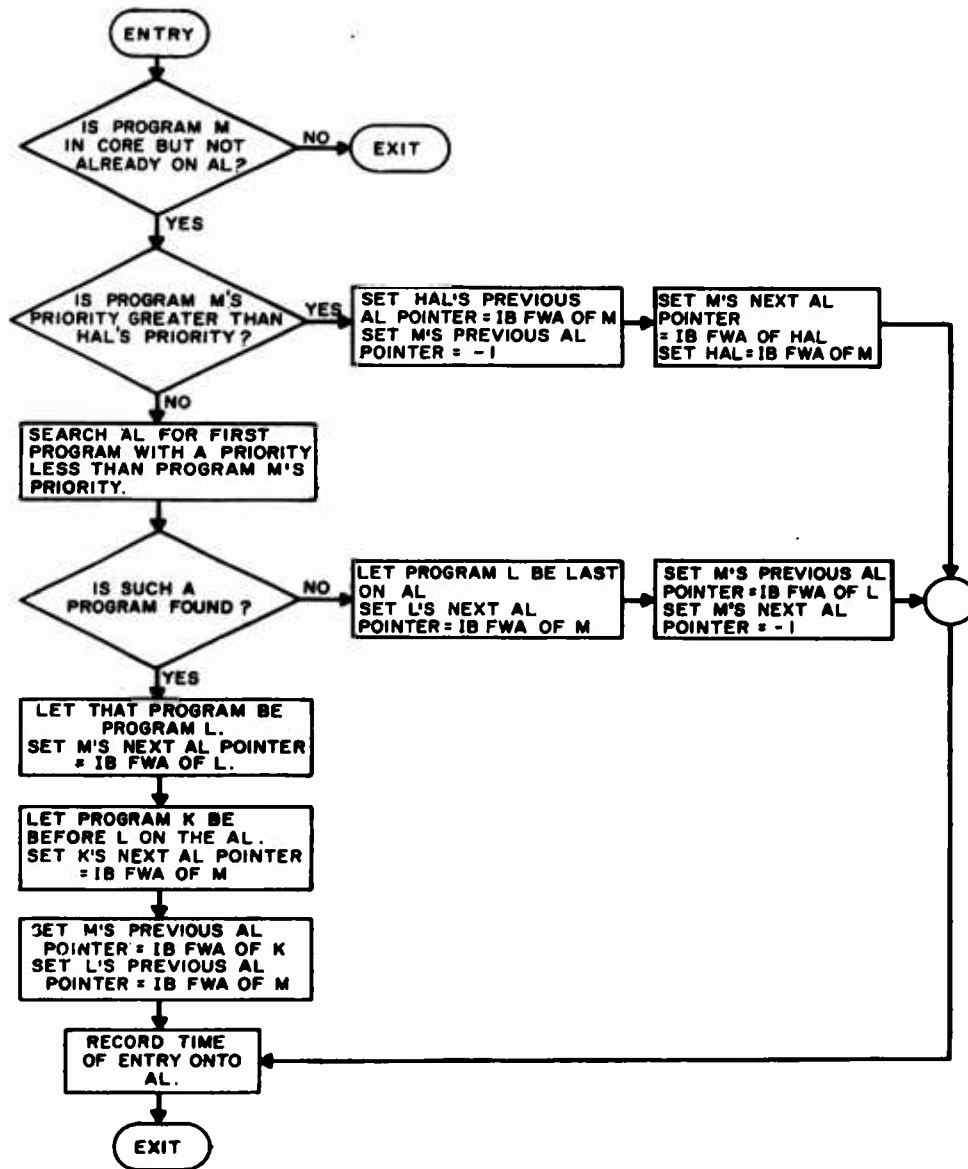 ENTRY
IS PROGRAM M
IN CORE BUT NOT
ALREADY ON AL?
NO
EXIT
YES
IS PROGRAM M'S
PRIORITY GREATER THAN
HAL'S PRIORITY?
YES
SET HAL'S PREVIOUS
AL POINTER = IB FWA OF M
SET M'S PREVIOUS AL
POINTER = -1
SET M'S NEXT AL
POINTER
= IB FWA OF HAL
SET HAL = IB FWA OF M
NO
SEARCH AL FOR FIRST
PROGRAM WITH A PRIORITY
LESS THAN PROGRAM M'S
PRIORITY.
IS SUCH A
PROGRAM FOUND?
NO
LET PROGRAM L BE LAST
ON AL
SET L'S NEXT AL
POINTER = IB FWA OF M
SET M'S PREVIOUS AL
POINTER = IB FWA OF L
SET M'S NEXT AL
POINTER = -1
YES
LET THAT PROGRAM BE
PROGRAM L.
SET M'S NEXT AL POINTER
= IB FWA OF L.
LET PROGRAM K BE
BEFORE L ON THE AL.
SET K'S NEXT AL POINTER
= IB FWA OF M
SET M'S PREVIOUS AL
POINTER = IB FWA OF K
SET L'S PREVIOUS AL
POINTER = IB FWA OF M
RECORD TIME
OF ENTRY ONTO
AL.
EXIT